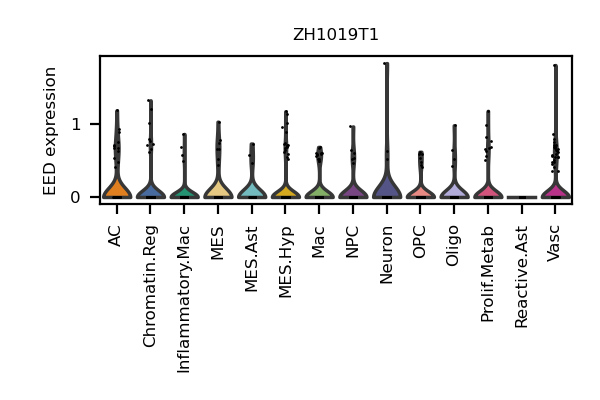 ZH1019T1
EED expression
1
0
AC
Chromatin.Reg
Inflammatory.Mac
MES
MES.Ast
MES.Hyp
Mac
NPC
Neuron
OPC
Oligo
Prolif.Metab
Reactive.Ast
Vasc